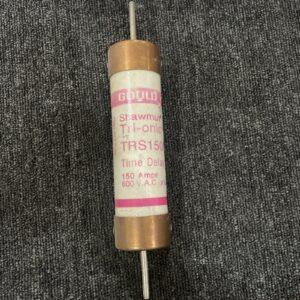 GOULD
Shawmut
Tri-onic
TRS150
Time Delay
150 Amps
600 V.A.C.